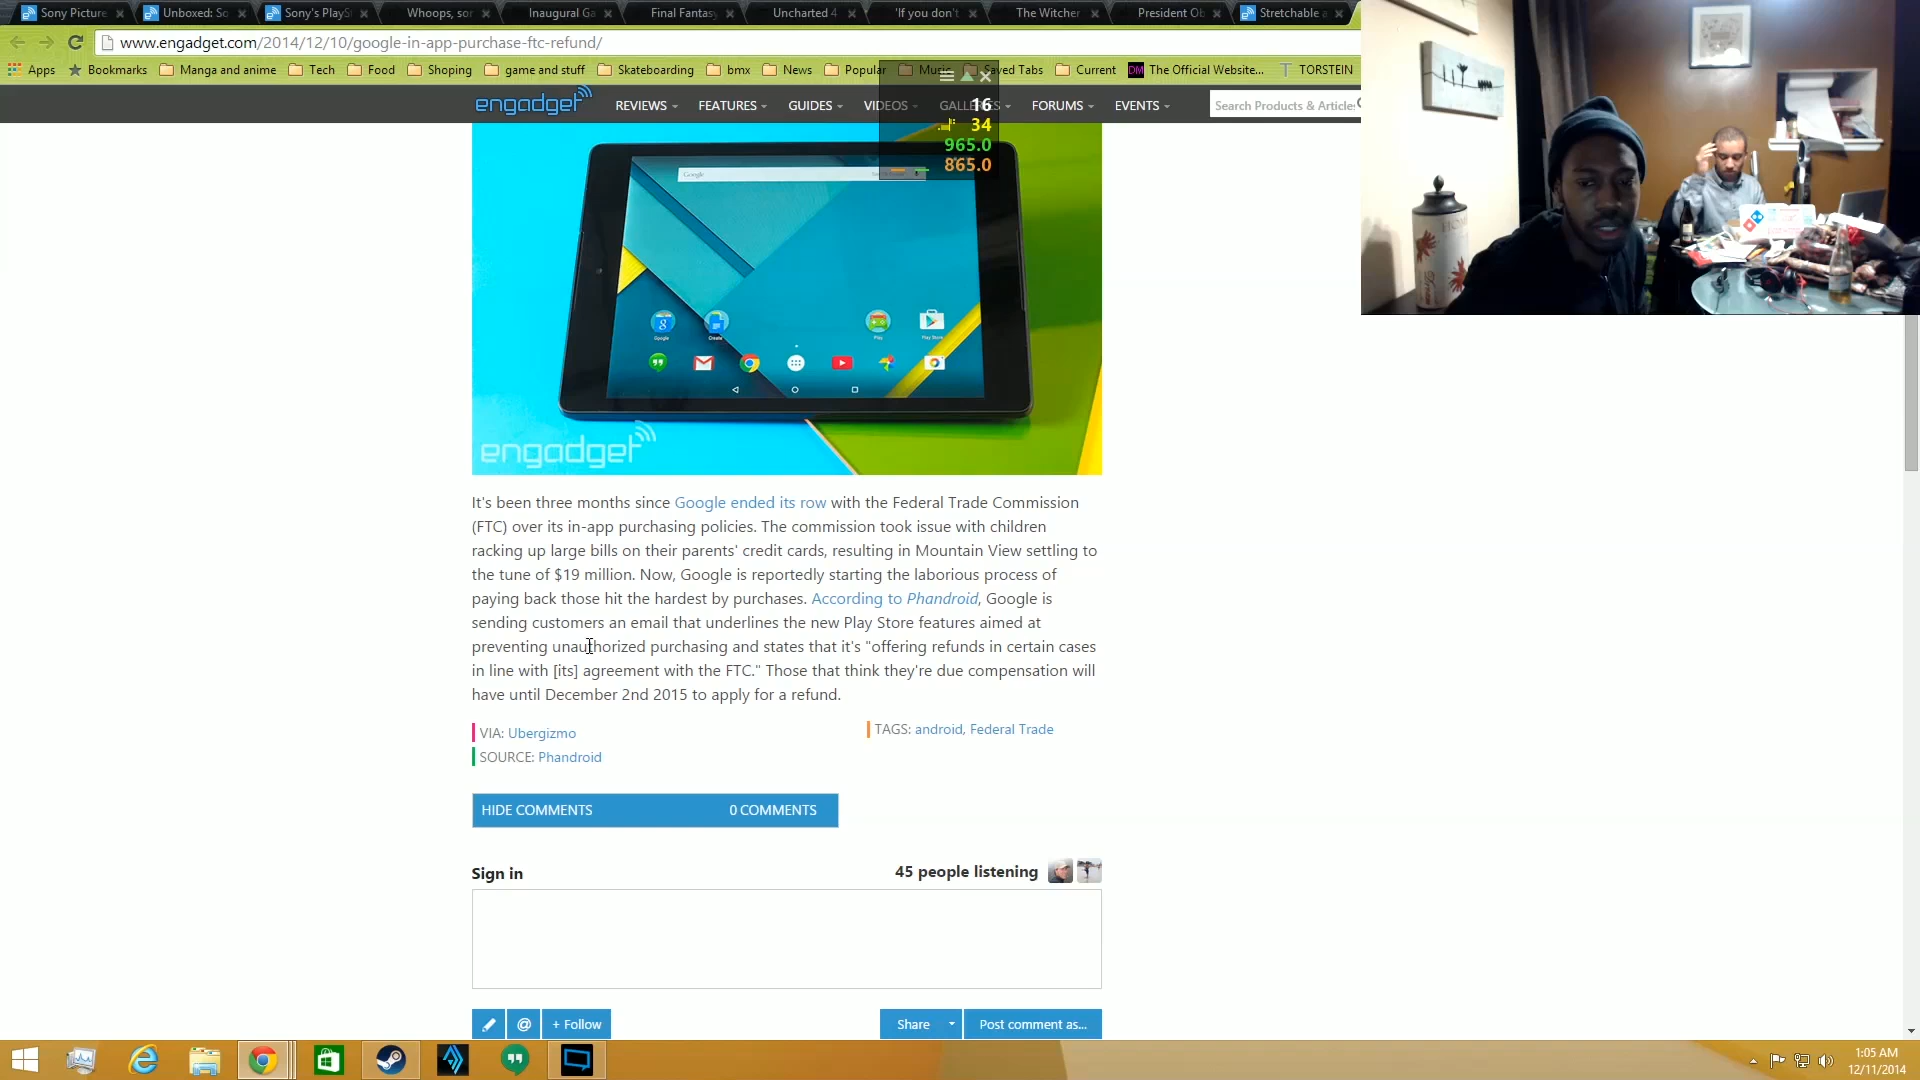 Sony Picture
Unboxed: So
Sony's PlaySt
Whoops, sor
Inaugural Ga
Final Fantasy
Uncharted 4
'If you don't
The Witcher
President Ob
Stretchable a
www.engadget.com/2014/12/10/google-in-app-purchase-ftc-refund/
Apps Bookmarks Manga and anime Tech Food Shoping game and stuff Skateboarding bmx News Popular Music Saved Tabs Current DM The Official Website... TORSTEIN
engadget REVIEWS FEATURES GUIDES VIDEOS FORUMS EVENTS Search Products & Articles
16
34
965.0
865.0
Google
Google
Create
Play
Play Store
engadget
It's been three months since Google ended its row with the Federal Trade Commission
(FTC) over its in-app purchasing policies. The commission took issue with children
racking up large bills on their parents' credit cards, resulting in Mountain View settling to
the tune of $19 million. Now, Google is reportedly starting the laborious process of
paying back those hit the hardest by purchases. According to Phandroid, Google is
sending customers an email that underlines the new Play Store features aimed at
preventing unauthorized purchasing and states that it's "offering refunds in certain cases
in line with [its] agreement with the FTC." Those that think they're due compensation will
have until December 2nd 2015 to apply for a refund.
VIA: Ubergizmo
TAGS: android, Federal Trade
SOURCE: Phandroid
HIDE COMMENTS 0 COMMENTS
Sign in
45 people listening
@ + Follow
Share
Post comment as...
1:05 AM
12/11/2014
HOME